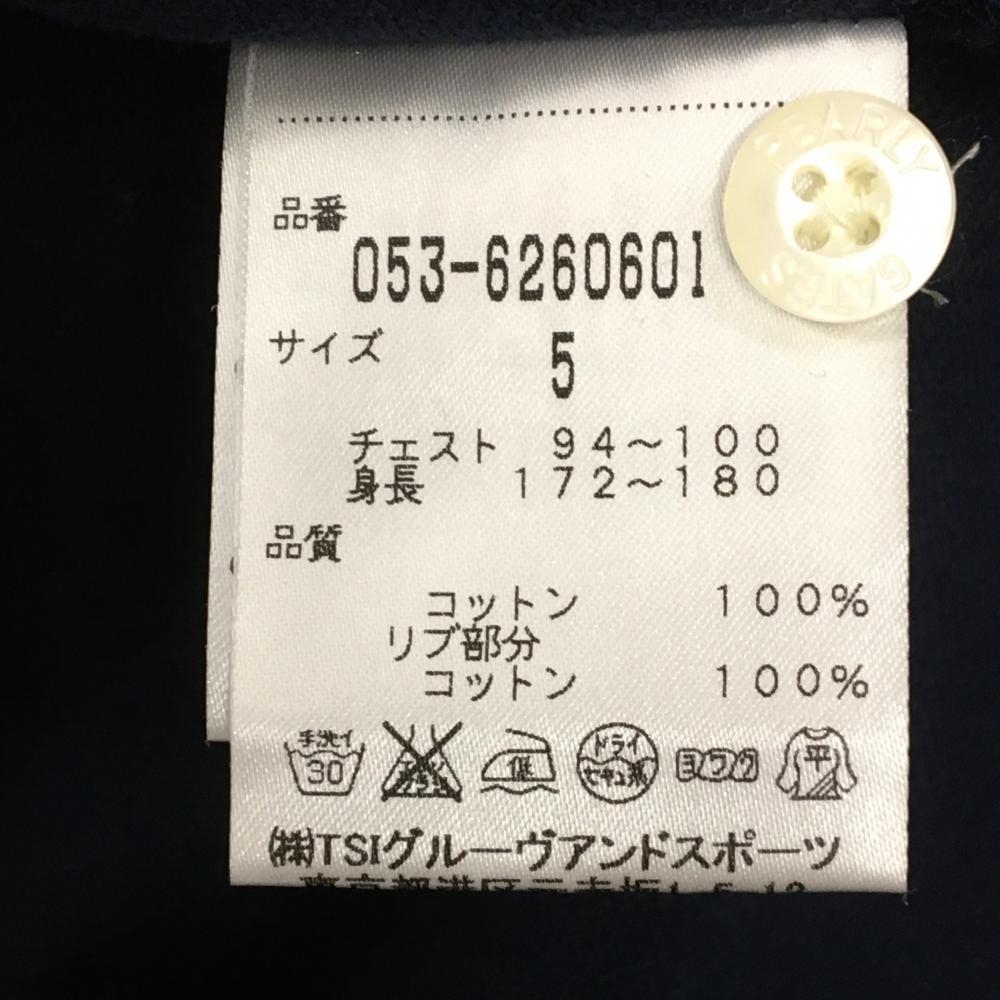 PEARLY
GATES
品番
053-6260601
サイズ 5
チェスト 94～100
身長 172～180
品質
コットン 100%
リブ部分
コットン 100%
手洗イ
30
低
ドライ
セキユ系
ヨワク
平
㈱TSIグルーヴアンドスポーツ